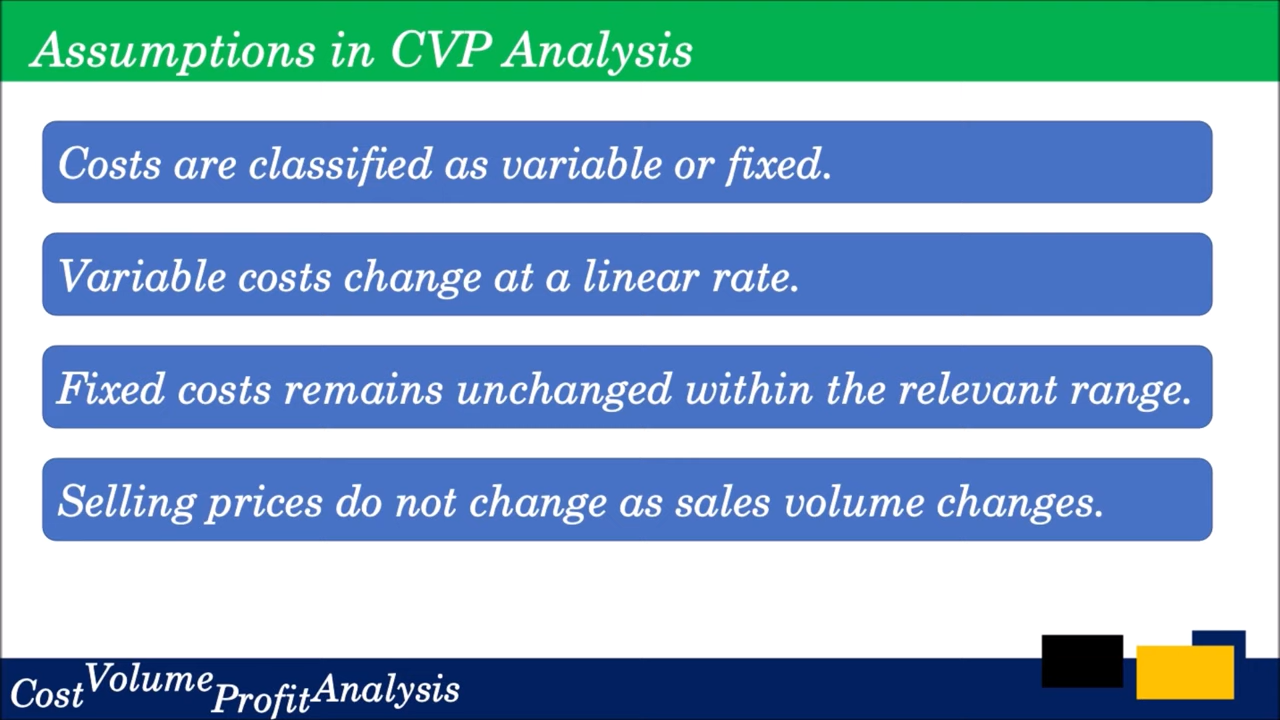 Assumptions in CVP Analysis
Costs are classified as variable or fixed.
Variable costs change at a linear rate.
Fixed costs remains unchanged within the relevant range.
Selling prices do not change as sales volume changes.
Cost Volume Profit Analysis